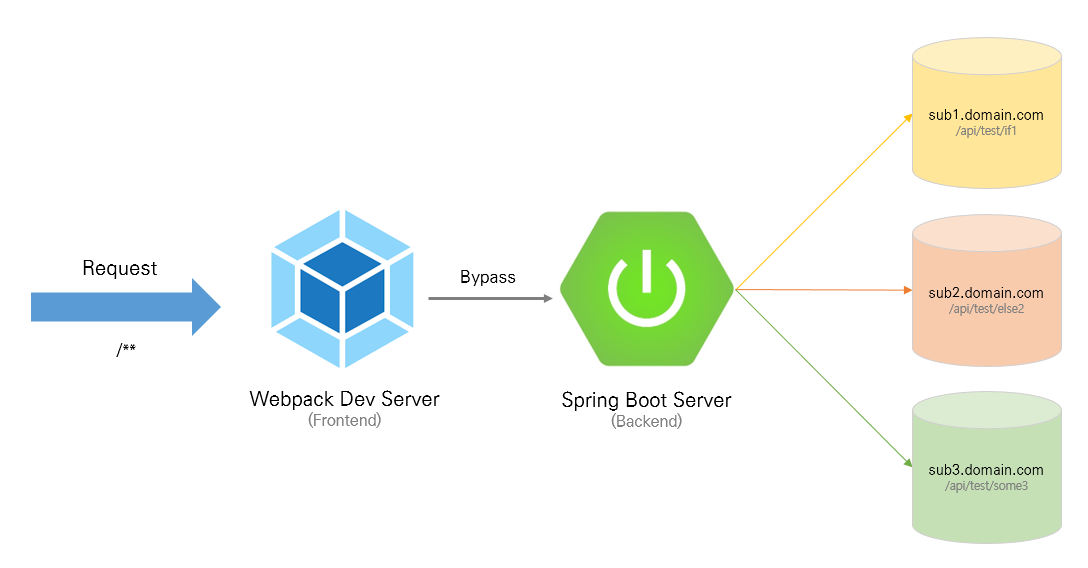 Request
/**
Webpack Dev Server
(Frontend)
Bypass
Spring Boot Server
(Backend)
sub1.domain.com
/api/test/if1
sub2.domain.com
/api/test/else2
sub3.domain.com
/api/test/some3